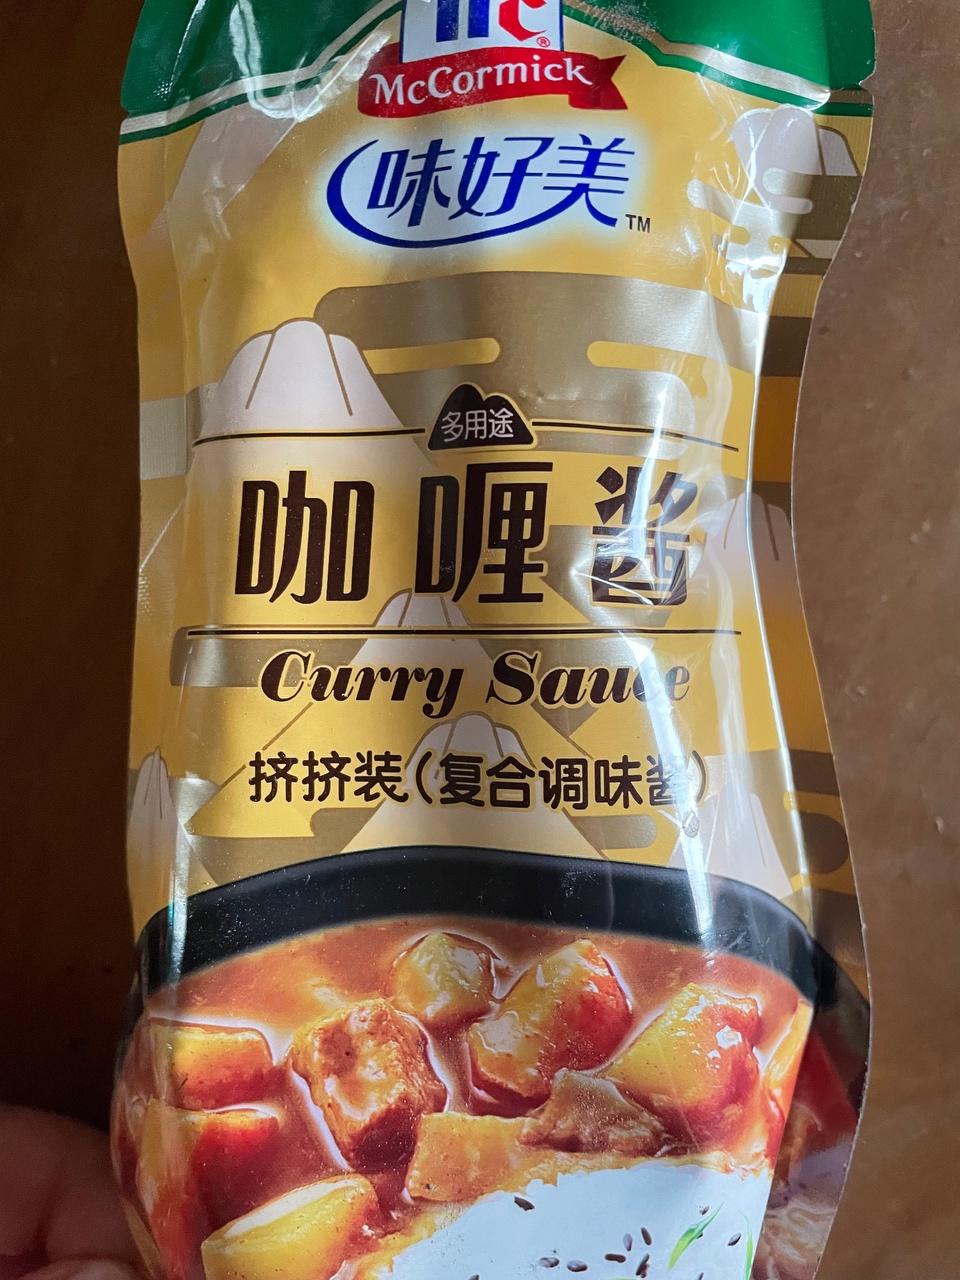 Mc®
McCormick
味好美™
多用途
咖喱酱
Curry Sauce
挤挤装(复合调味酱)